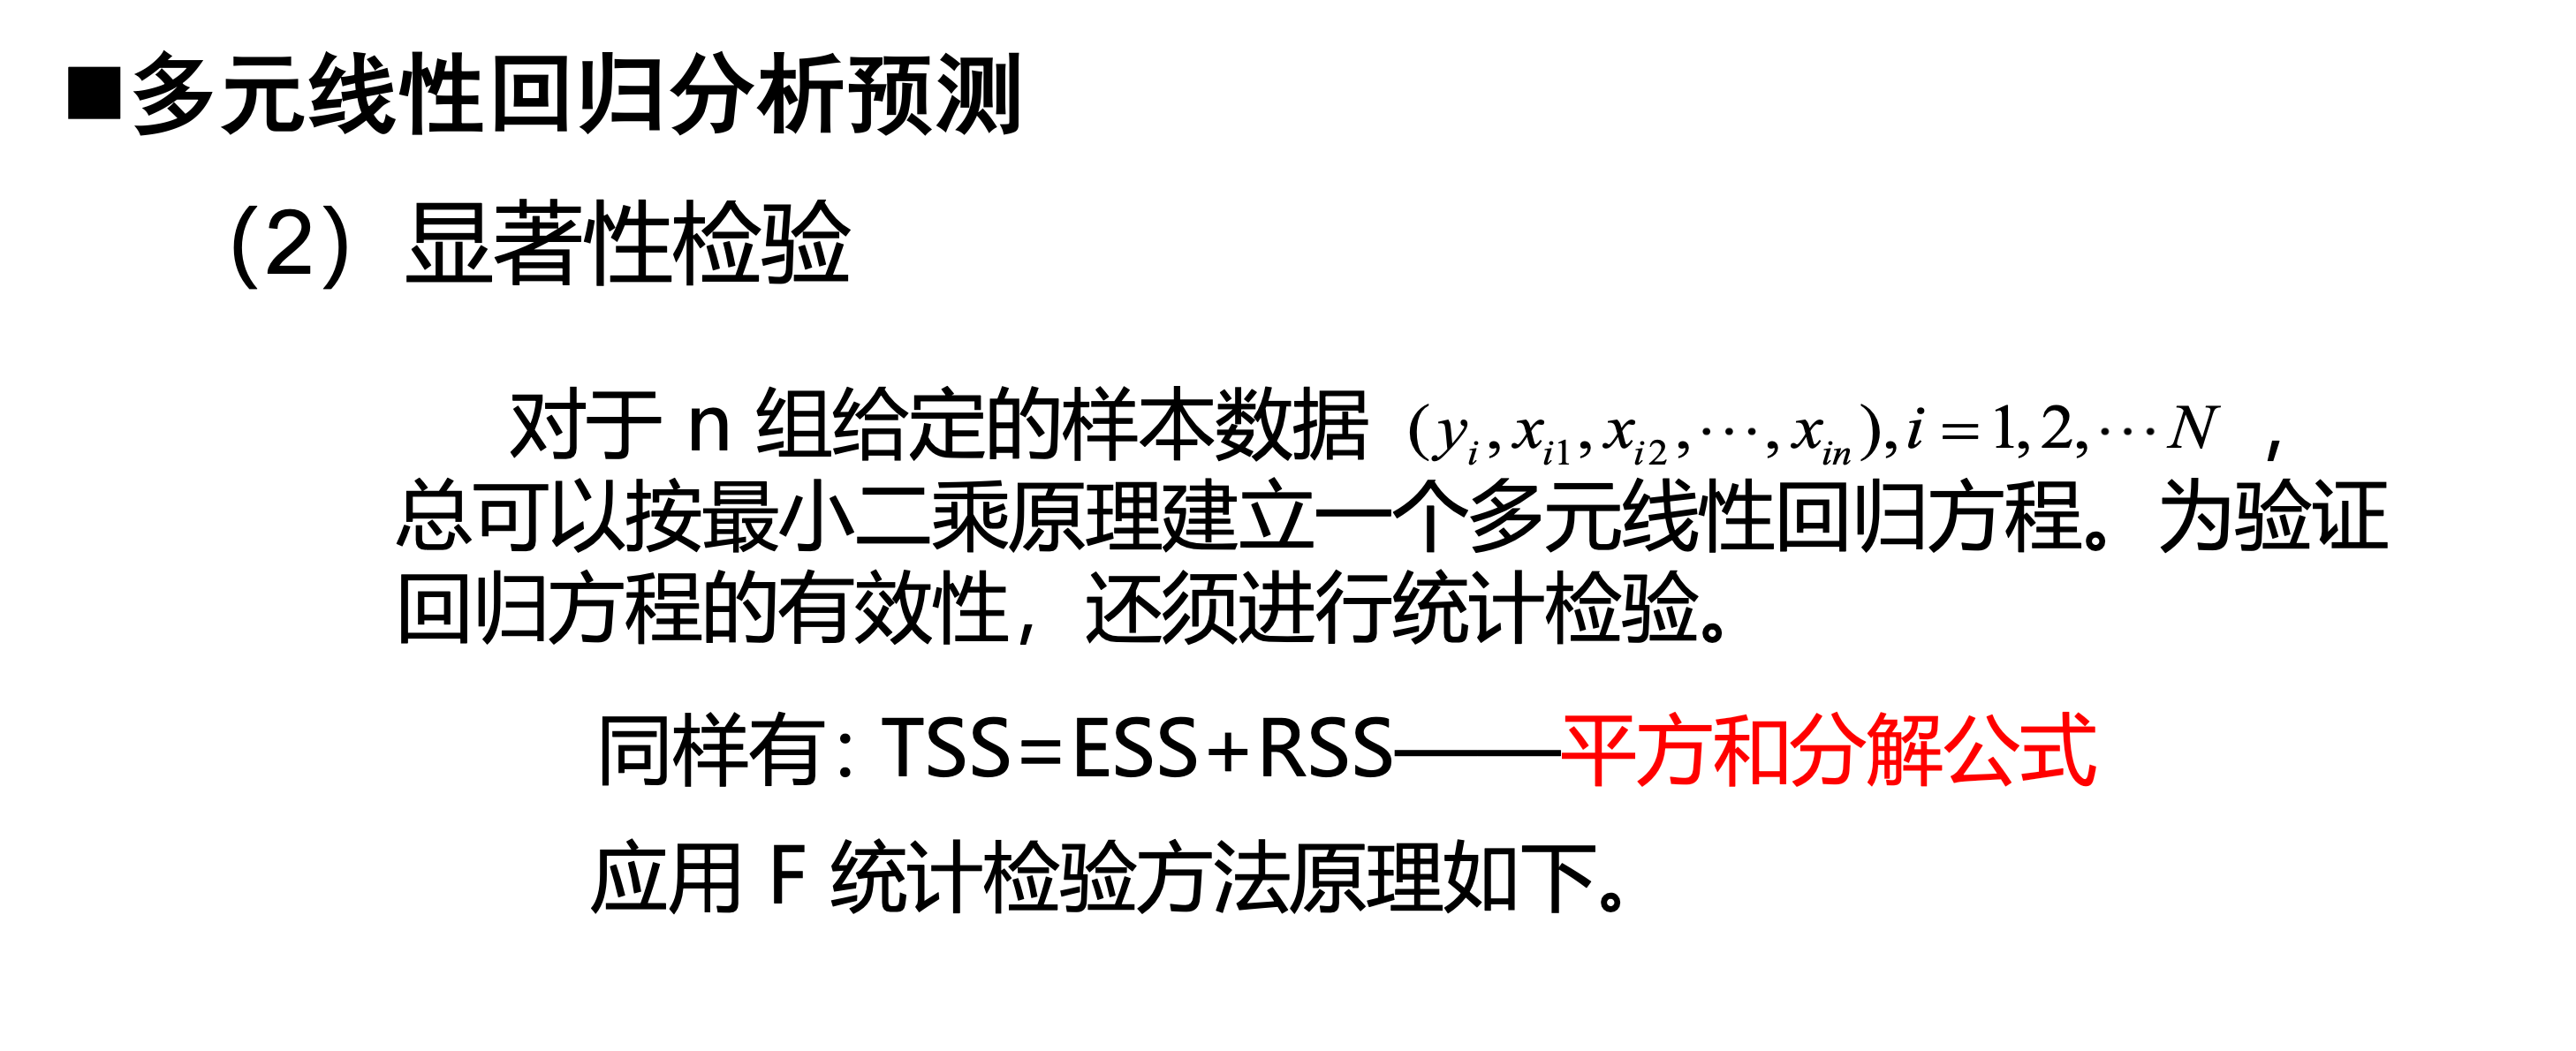 ■多元线性回归分析预测
(2) 显著性检验
对于 n 组给定的样本数据 (y_i, x_{i1}, x_{i2}, ⋯, x_{in}), i = 1, 2, ⋯ N ，
总可以按最小二乘原理建立一个多元线性回归方程。为验证
回归方程的有效性，还须进行统计检验。
同样有：TSS=ESS+RSS——平方和分解公式
应用 F 统计检验方法原理如下。